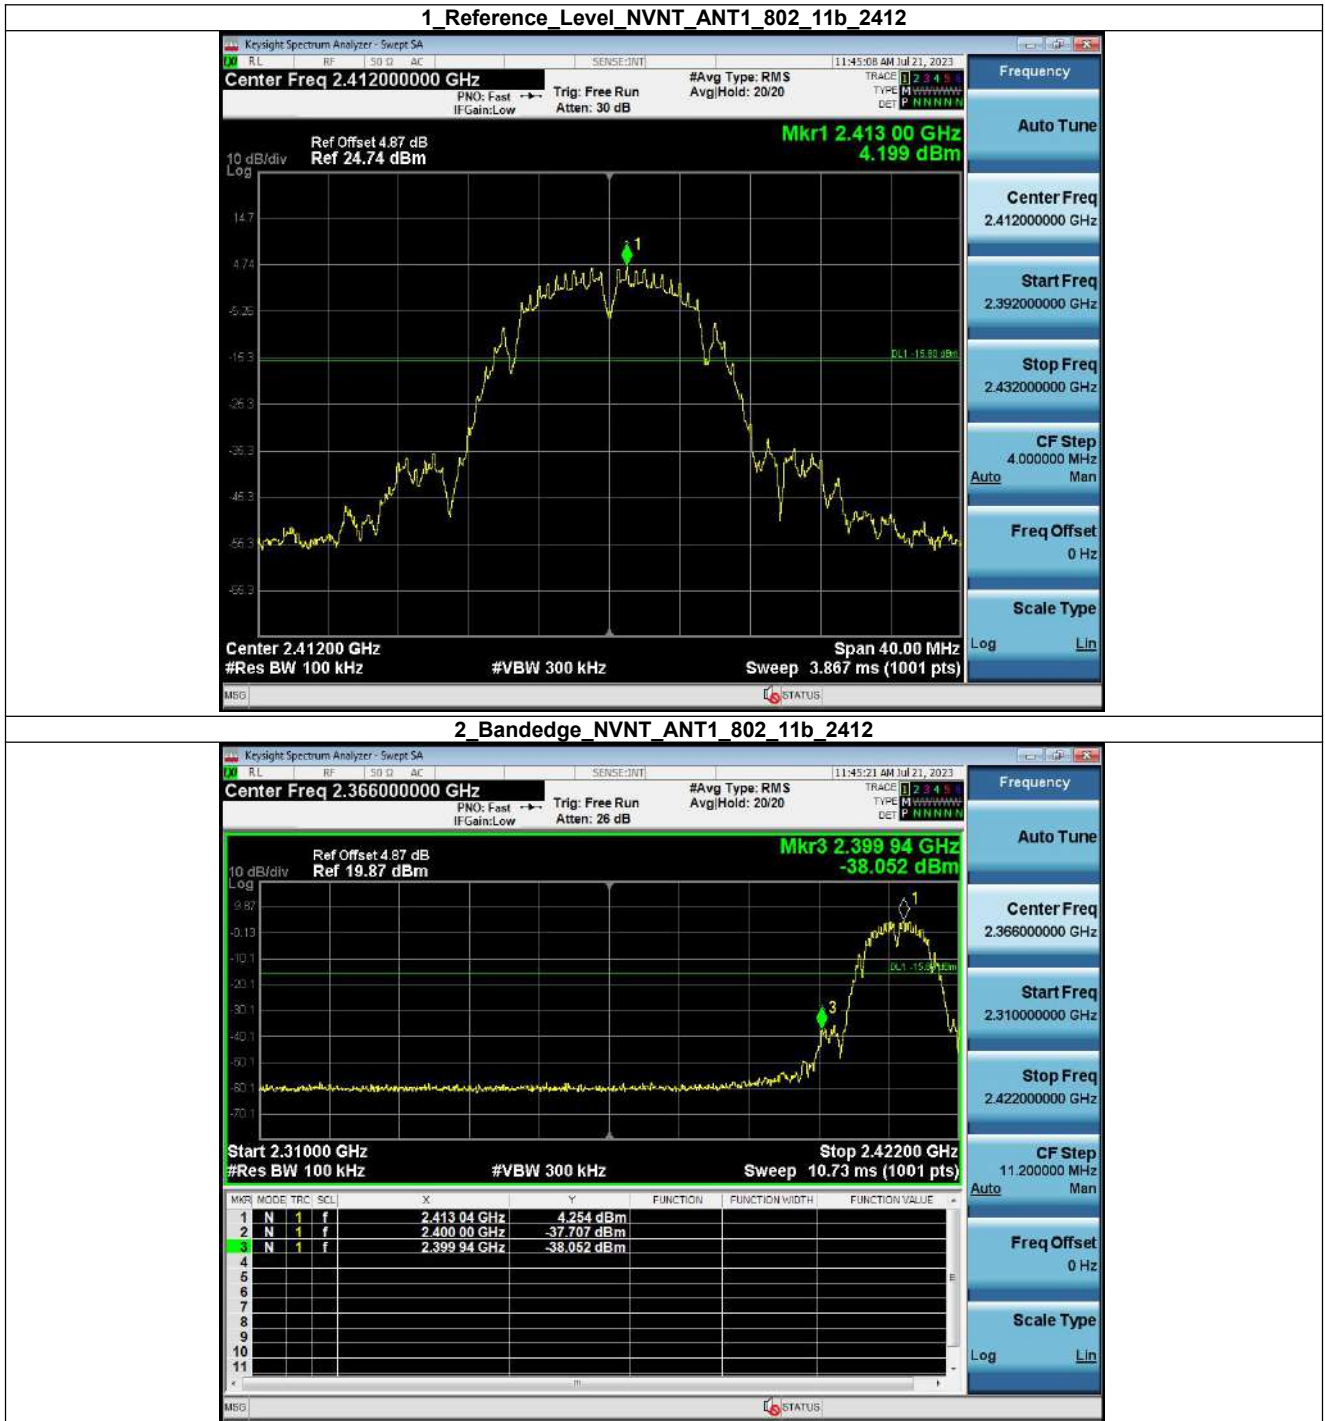 1_Reference_Level_NVNT_ANT1_802_11b_2412
Keysight Spectrum Analyzer - Swept SA
RL RF 50 Ω AC SENSE:INT 11:45:08 AM Jul 21, 2023
Center Freq 2.412000000 GHz
PNO: Fast
IFGain:Low
Trig: Free Run
Atten: 30 dB
#Avg Type: RMS
Avg|Hold: 20/20
TRACE 1 2 3 4 5 6
TYPE M W W W W W
DET P N N N N N
Mkr1 2.413 00 GHz
4.199 dBm
Ref Offset 4.87 dB
10 dB/div Ref 24.74 dBm
Log
14.7
4.74
-5.26
-15.3
-25.3
-35.3
-45.3
-55.3
-65.3
1
DL1 -15.80 dBm
Center 2.41200 GHz Span 40.00 MHz
#Res BW 100 kHz #VBW 300 kHz Sweep 3.867 ms (1001 pts)
MSG STATUS
Frequency
Auto Tune
Center Freq
2.412000000 GHz
Start Freq
2.392000000 GHz
Stop Freq
2.432000000 GHz
CF Step
4.000000 MHz
Auto Man
Freq Offset
0 Hz
Scale Type
Log Lin
2_Bandedge_NVNT_ANT1_802_11b_2412
Keysight Spectrum Analyzer - Swept SA
RL RF 50 Ω AC SENSE:INT 11:45:21 AM Jul 21, 2023
Center Freq 2.366000000 GHz
PNO: Fast
IFGain:Low
Trig: Free Run
Atten: 26 dB
#Avg Type: RMS
Avg|Hold: 20/20
TRACE 1 2 3 4 5 6
TYPE M W W W W W
DET P N N N N N
Mkr3 2.399 94 GHz
-38.052 dBm
Ref Offset 4.87 dB
10 dB/div Ref 19.87 dBm
Log
9.87
-0.13
-10.1
-20.1
-30.1
-40.1
-50.1
-60.1
-70.1
1
3
Start 2.31000 GHz Stop 2.42200 GHz
#Res BW 100 kHz #VBW 300 kHz Sweep 10.73 ms (1001 pts)
MKR MODE TRC SCL X Y FUNCTION FUNCTION WIDTH FUNCTION VALUE
1 N 1 f 2.413 04 GHz 4.254 dBm
2 N 1 f 2.400 00 GHz -37.707 dBm
3 N 1 f 2.399 94 GHz -38.052 dBm
4
5
6
7
8
9
10
11
MSG STATUS
Frequency
Auto Tune
Center Freq
2.366000000 GHz
Start Freq
2.310000000 GHz
Stop Freq
2.422000000 GHz
CF Step
11.200000 MHz
Auto Man
Freq Offset
0 Hz
Scale Type
Log Lin